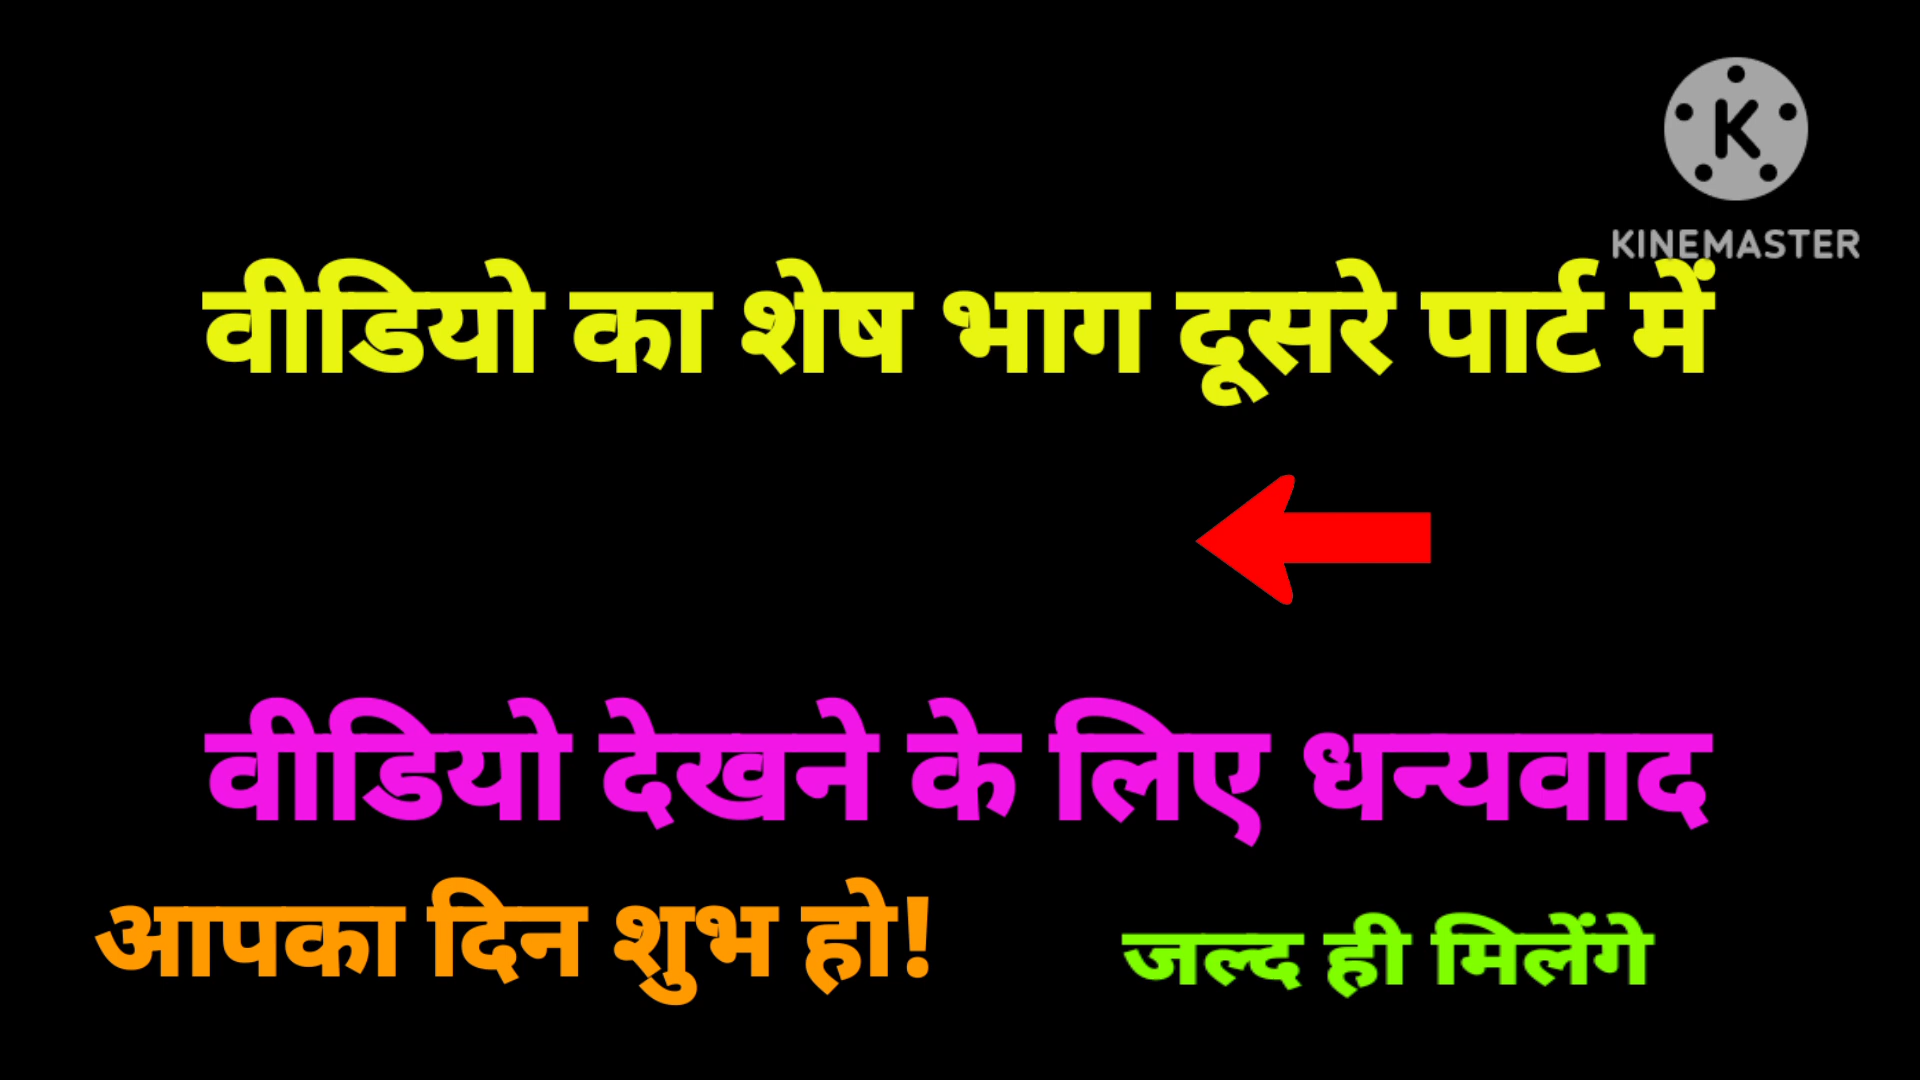 KINEMASTER
वीडियो का शेष भाग दूसरे पार्ट में
वीडियो देखने के लिए धन्यवाद
आपका दिन शुभ हो!
जल्द ही मिलेंगे